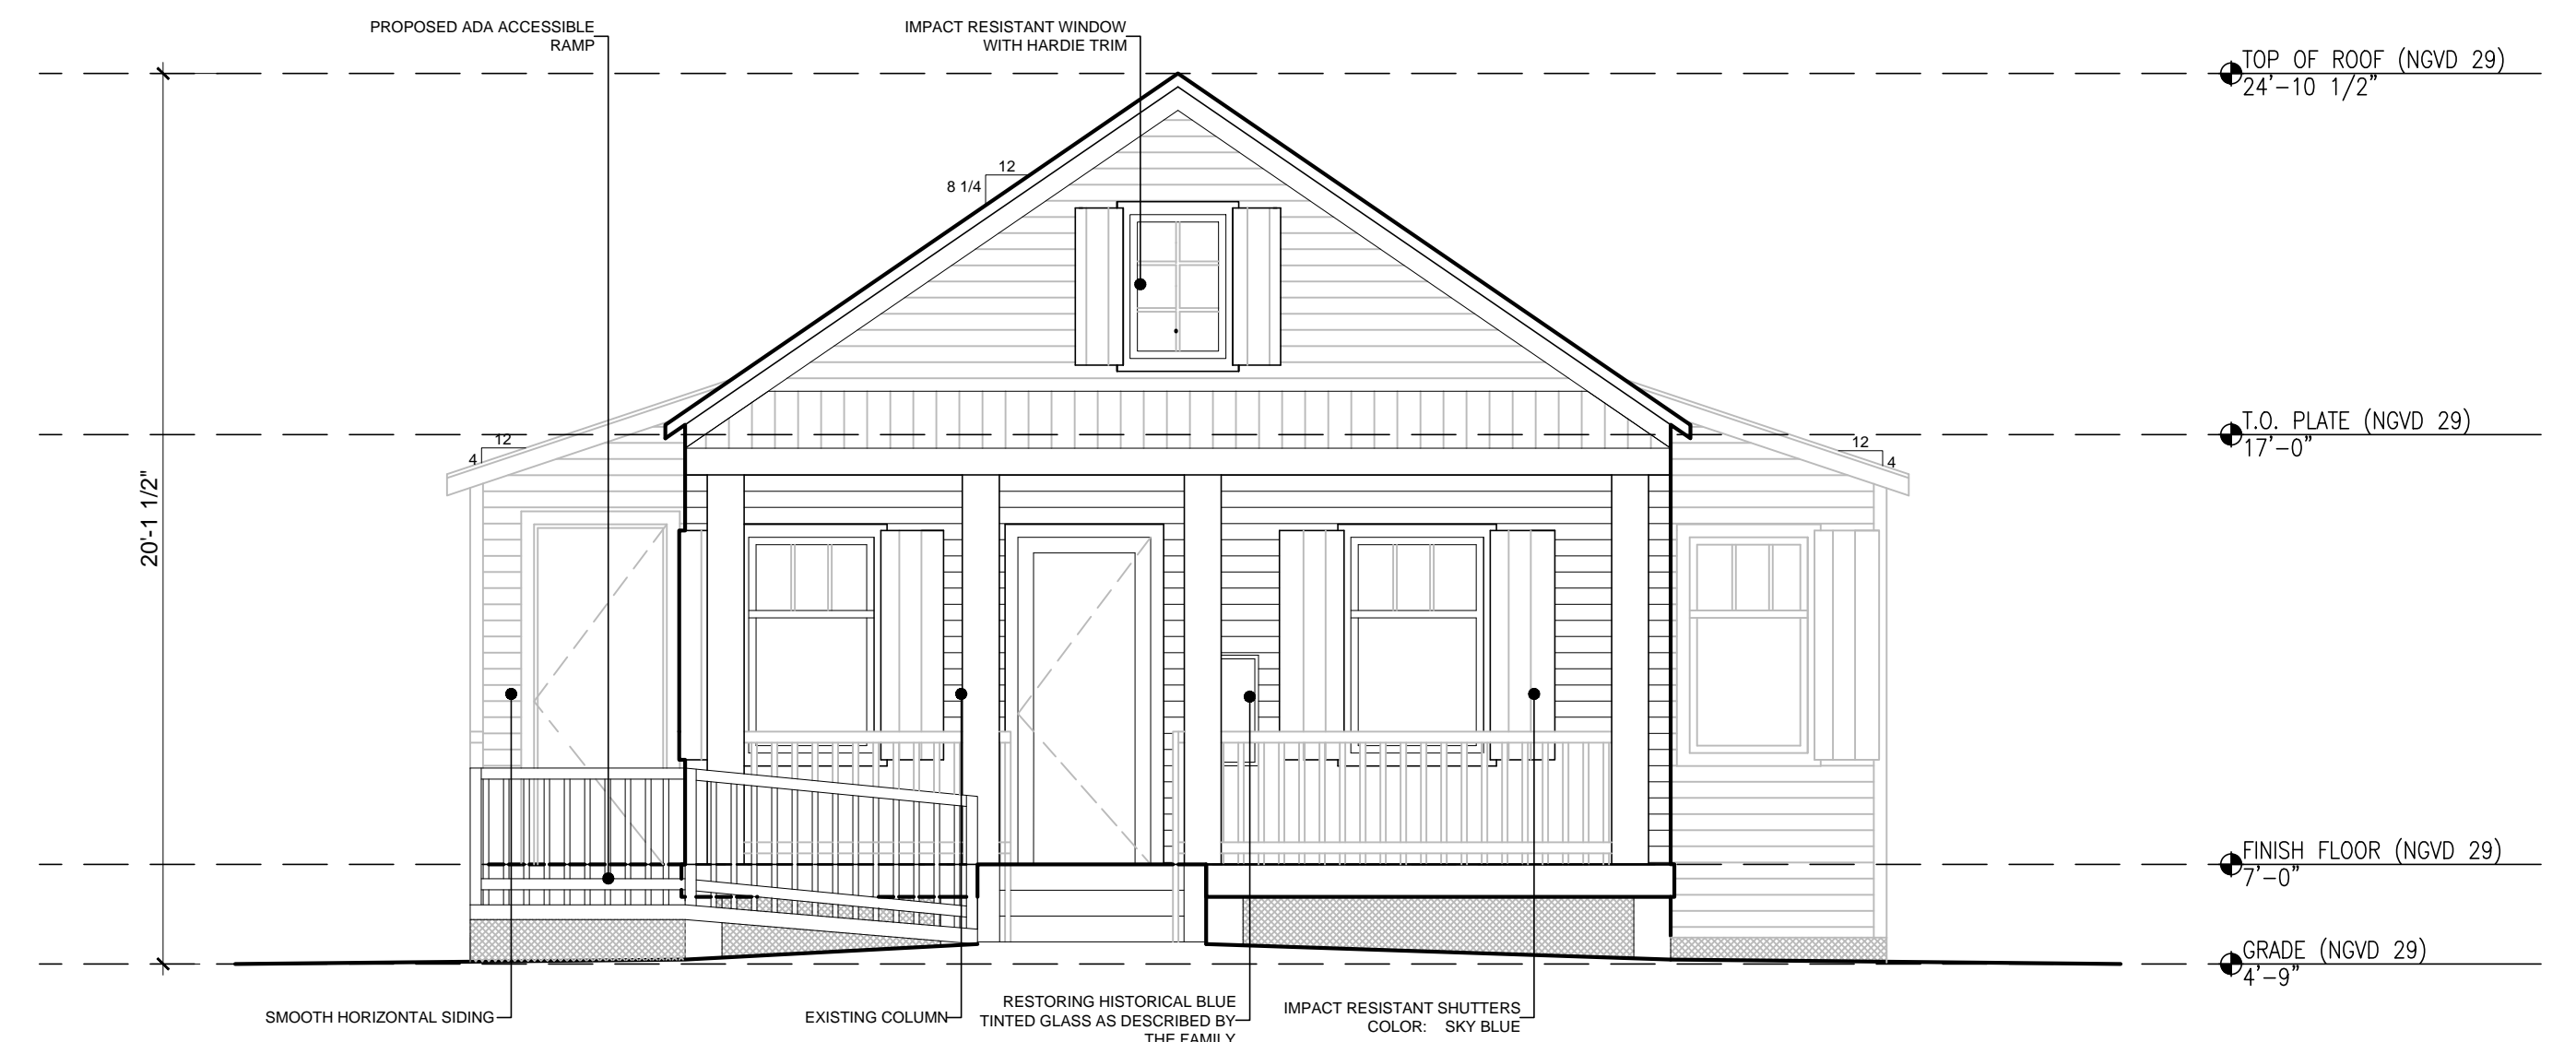 PROPOSED ADA ACCESSIBLE
RAMP
IMPACT RESISTANT WINDOW
WITH HARDIE TRIM
TOP OF ROOF (NGVD 29)
24'-10 1/2"
12
8 1/4
T.O. PLATE (NGVD 29)
17'-0"
12
4
12
4
20'-1 1/2"
FINISH FLOOR (NGVD 29)
7'-0"
GRADE (NGVD 29)
4'-9"
SMOOTH HORIZONTAL SIDING
EXISTING COLUMN
RESTORING HISTORICAL BLUE
TINTED GLASS AS DESCRIBED BY
THE FAMILY
IMPACT RESISTANT SHUTTERS
COLOR: SKY BLUE